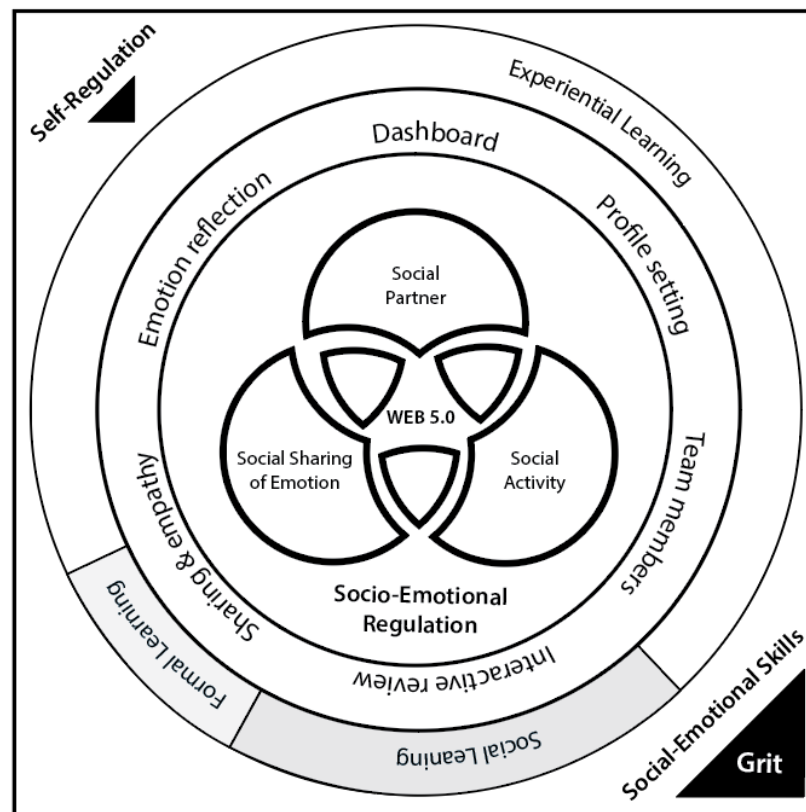 Self-Regulation
Experiential Learning
Dashboard
Emotion reflection
Profile setting
Social
Partner
WEB 5.0
Social Sharing
of Emotion
Social
Activity
Sharing & empathy
Team members
Socio-Emotional
Regulation
Interactive review
Formal Learning
Social Leaning
Social-Emotional Skills
Grit